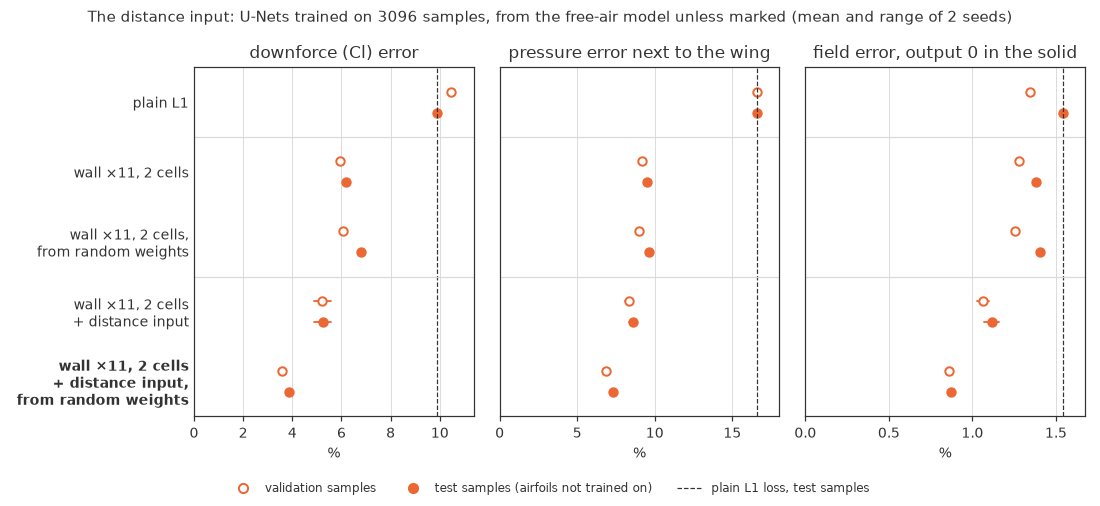 The distance input: U-Nets trained on 3096 samples, from the free-air model unless marked (mean and range of 2 seeds)
downforce (Cl) error
pressure error next to the wing
field error, output 0 in the solid
plain L1
wall ×11, 2 cells
wall ×11, 2 cells,
from random weights
wall ×11, 2 cells
+ distance input
wall ×11, 2 cells
+ distance input,
from random weights
0 2 4 6 8 10
0 5 10 15
0.0 0.5 1.0 1.5
% % %
validation samples
test samples (airfoils not trained on)
plain L1 loss, test samples